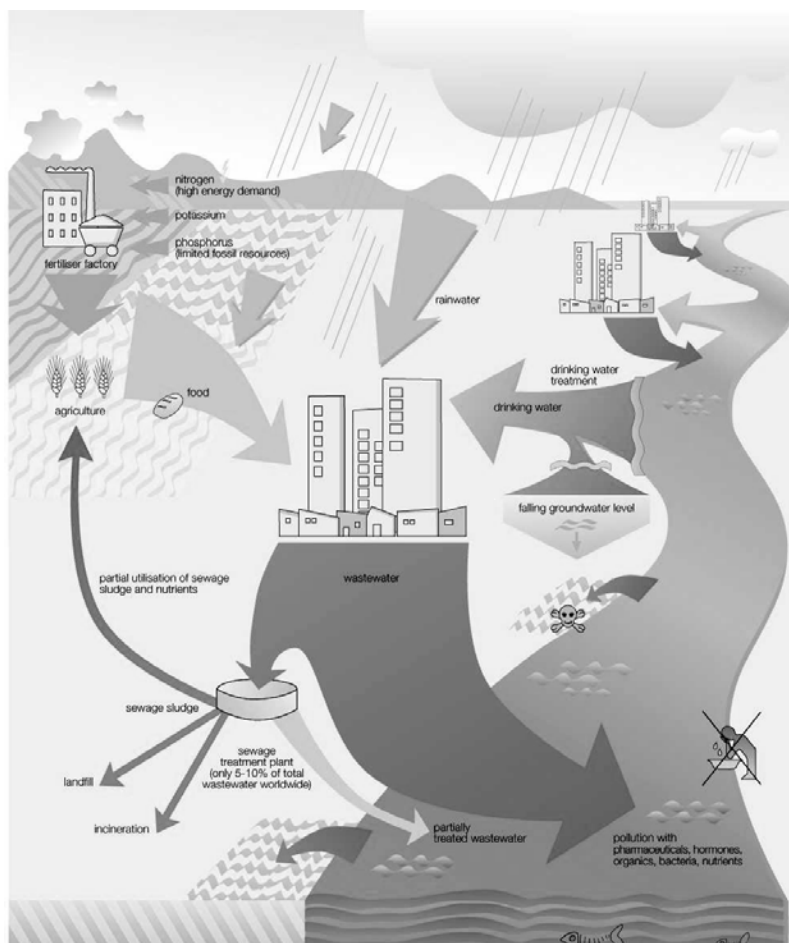 nitrogen
(high energy demand)
potassium
phosphorus
(limited fossil resources)
fertiliser factory
rainwater
drinking water
treatment
drinking water
food
agriculture
falling groundwater level
partial utilisation of sewage
sludge and nutrients
wastewater
sewage sludge
sewage
treatment plant
(only 5-10% of total
wastewater worldwide)
landfill
incineration
partially
treated wastewater
pollution with
pharmaceuticals, hormones,
organics, bacteria, nutrients